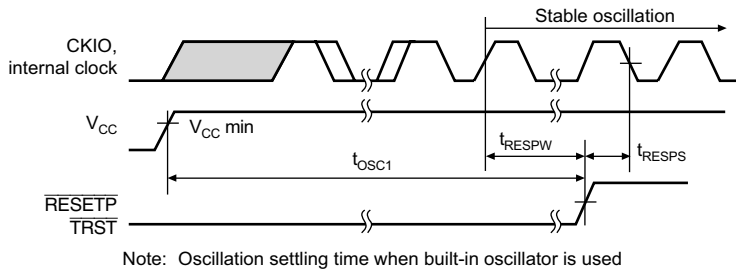 Stable oscillation
CKIO,
internal clock
VCC
VCC min
tRESPW
tRESPS
tOSC1
RESETP
TRST
Note: Oscillation settling time when built-in oscillator is used